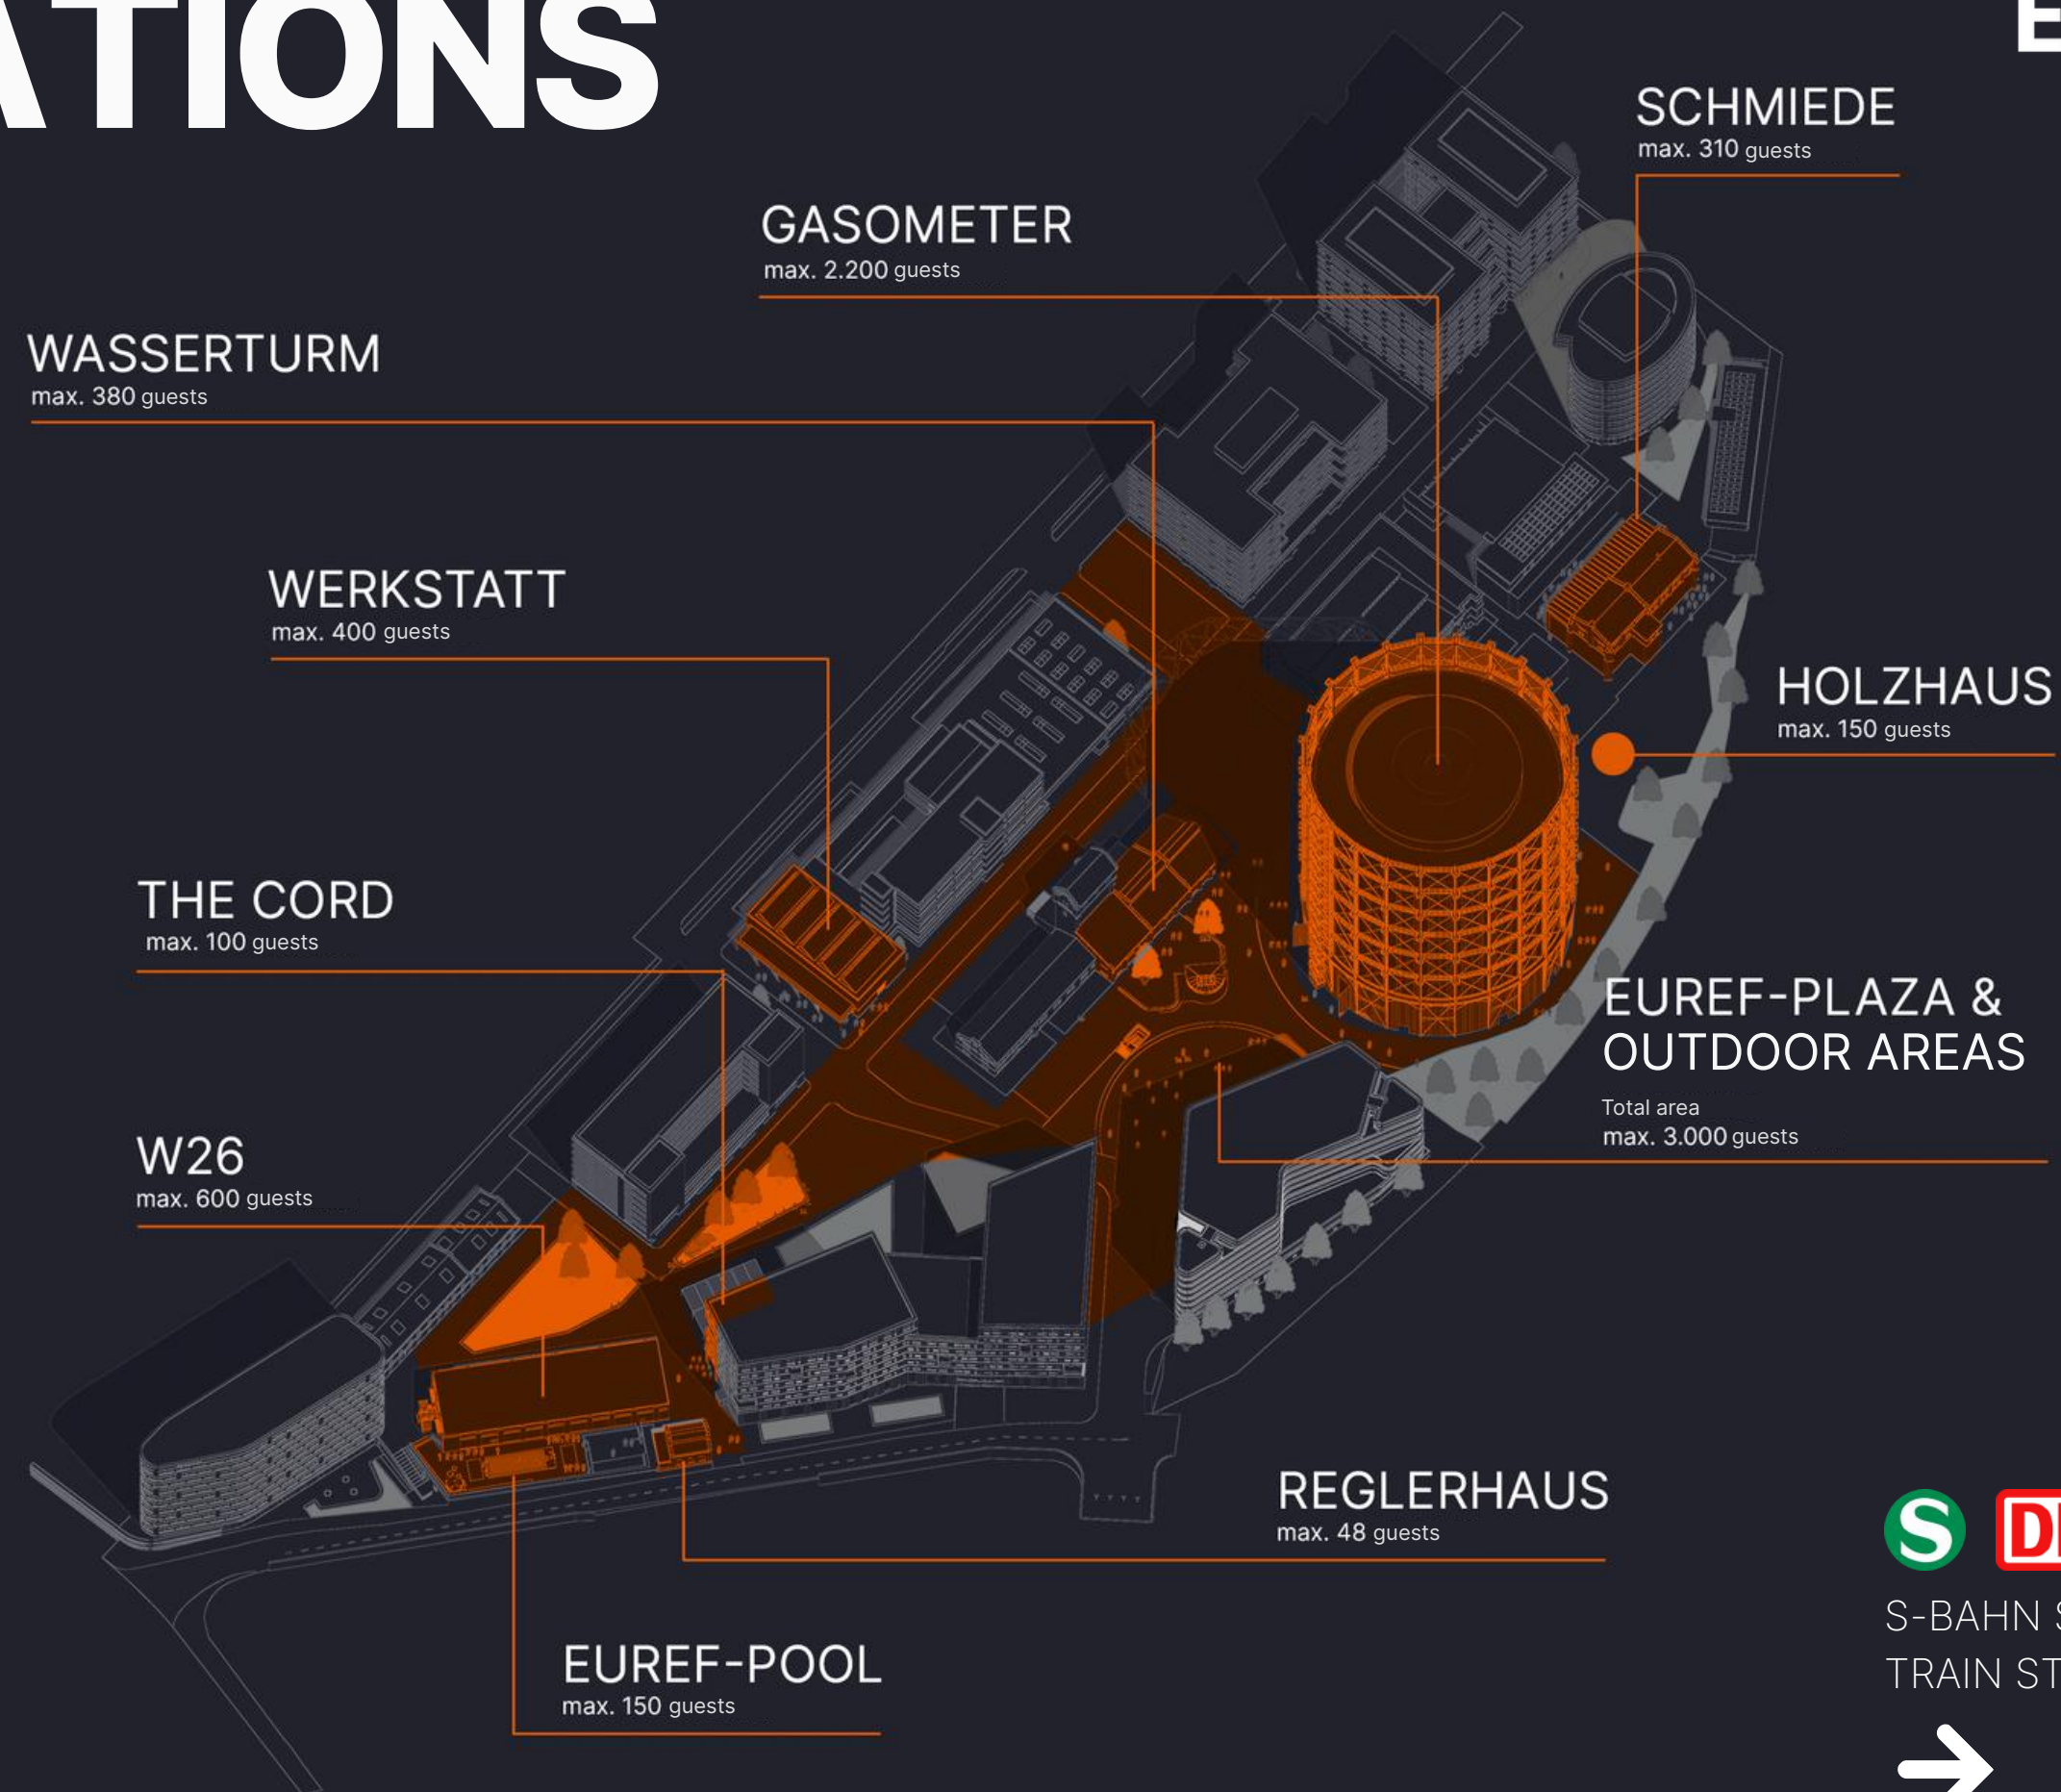 ATIONS
E
SCHMIEDE
max. 310 guests
GASOMETER
max. 2.200 guests
WASSERTURM
max. 380 guests
WERKSTATT
max. 400 guests
HOLZHAUS
max. 150 guests
THE CORD
max. 100 guests
EUREF-PLAZA &
OUTDOOR AREAS
Total area
max. 3.000 guests
W26
max. 600 guests
REGLERHAUS
max. 48 guests
S D
S-BAHN S
TRAIN ST
EUREF-POOL
max. 150 guests